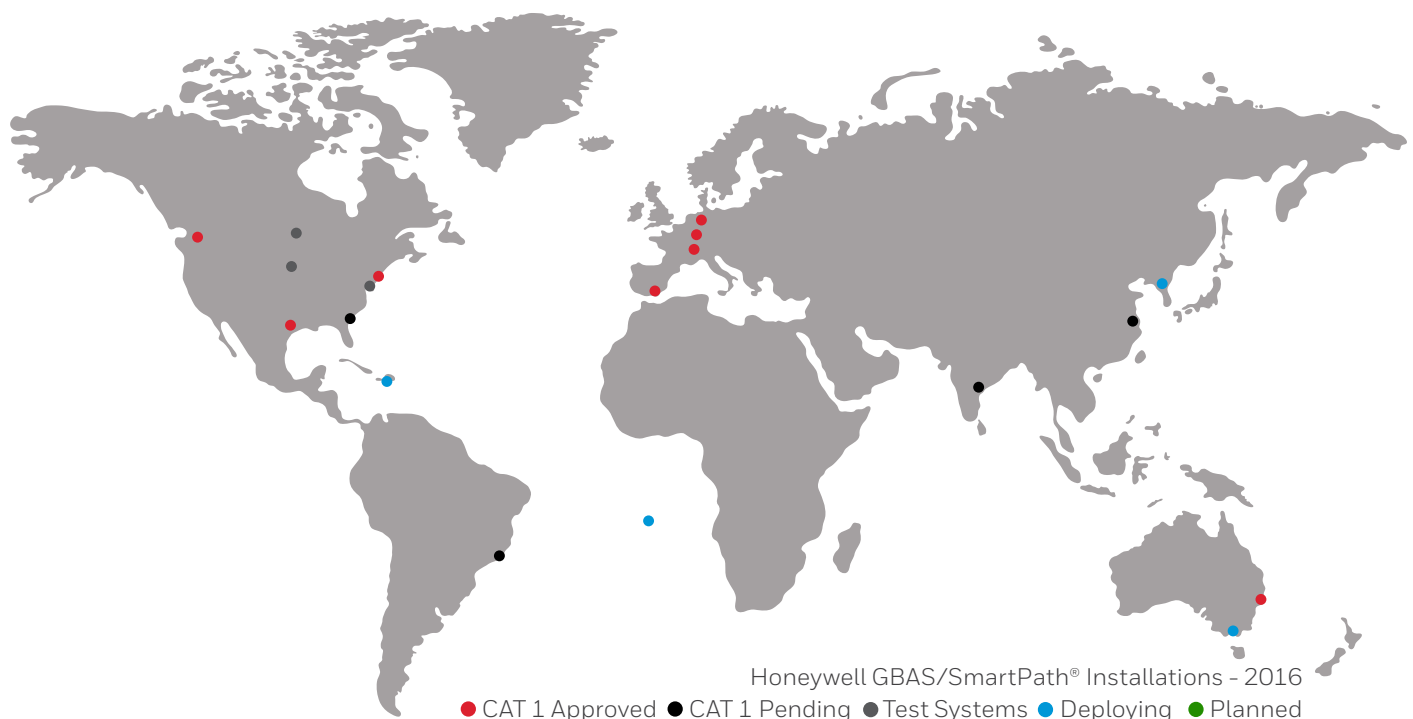 Honeywell GBAS/SmartPath® Installations - 2016
CAT 1 Approved CAT 1 Pending Test Systems Deploying Planned